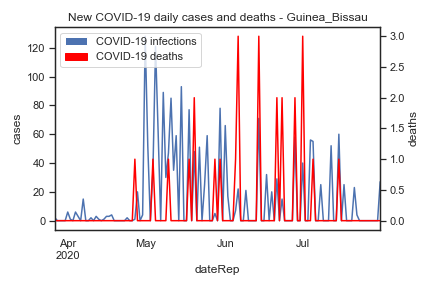 New COVID-19 daily cases and deaths - Guinea_Bissau
COVID-19 infections
COVID-19 deaths
120
100
80
60
40
20
0
cases
3.0
2.5
2.0
1.5
1.0
0.5
0.0
deaths
Apr
2020
May
Jun
Jul
dateRep